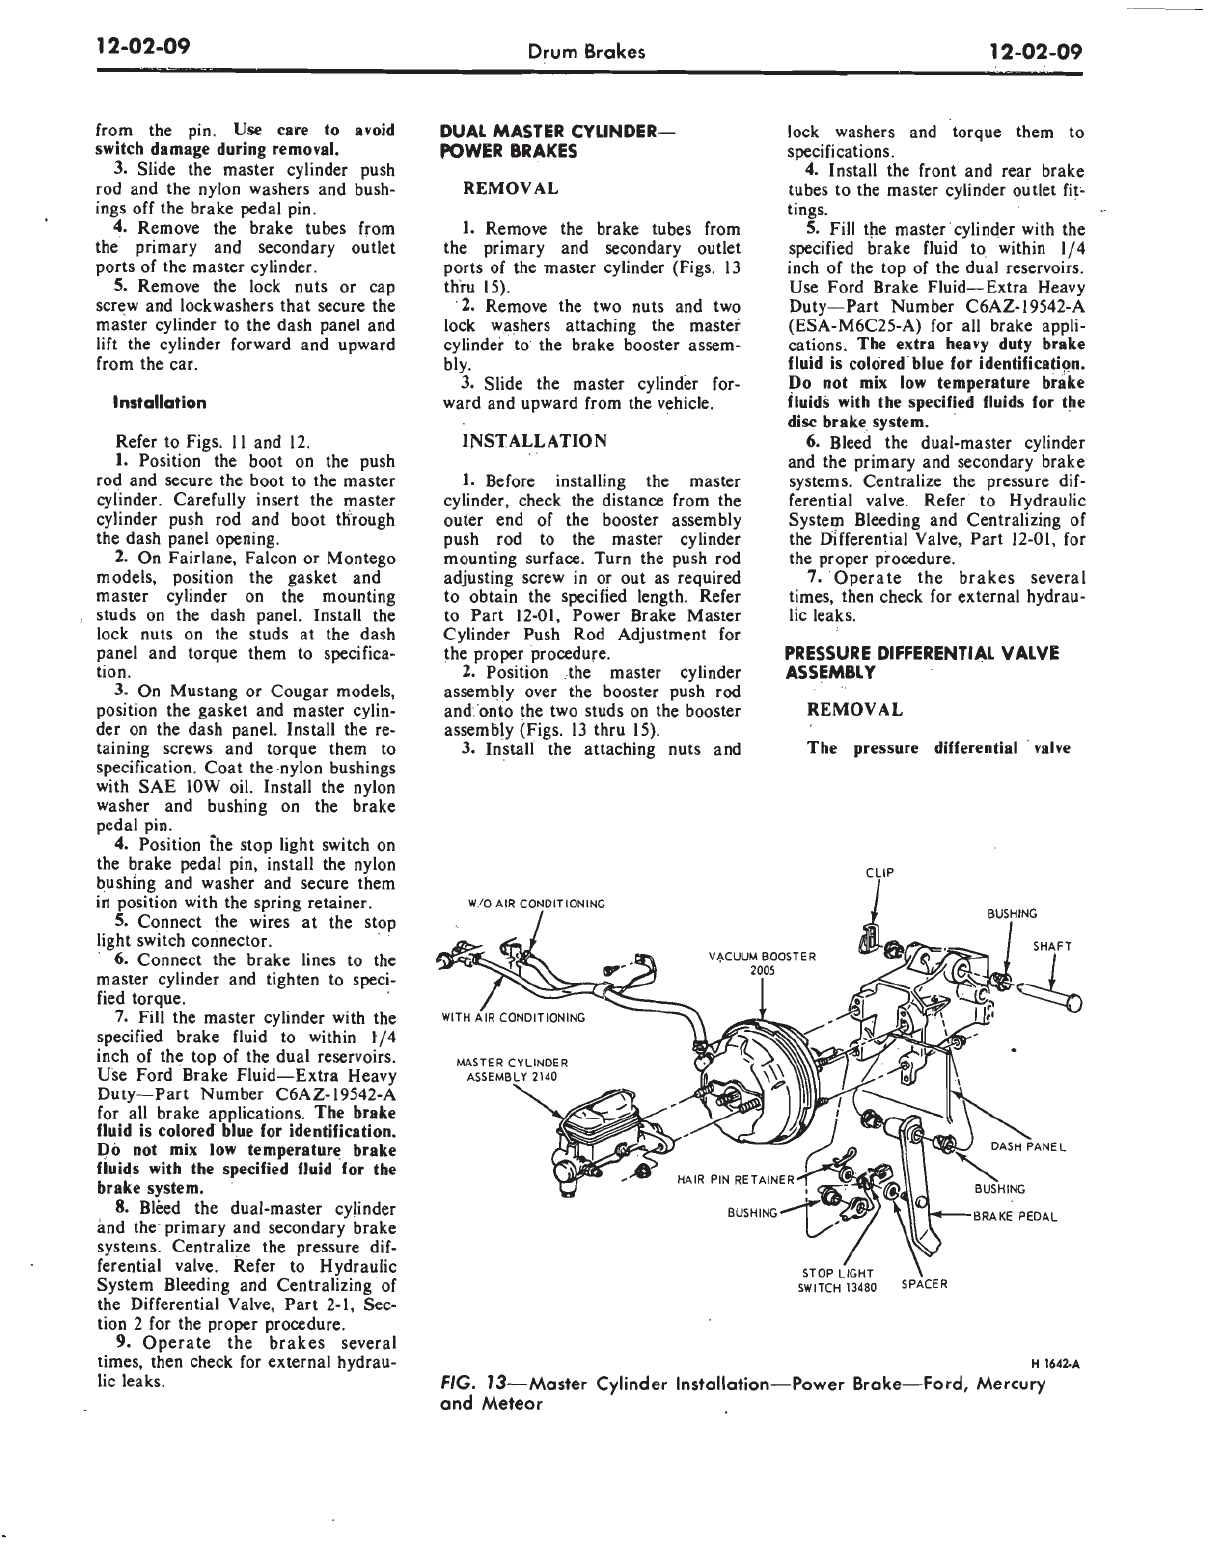 12-02-09
Drum Brakes
12-02-09
from the pin. Use care to avoid
switch damage during removal.
3. Slide the master cylinder push
rod and the nylon washers and bush-
ings off the brake pedal pin.
4. Remove the brake tubes from
the primary and secondary outlet
ports of the master cylinder.
5. Remove the lock nuts or cap
screw and lockwashers that secure the
master cylinder to the dash panel and
lift the cylinder forward and upward
from the car.
Installation
Refer to Figs. 11 and 12.
1. Position the boot on the push
rod and secure the boot to the master
cylinder. Carefully insert the master
cylinder push rod and boot through
the dash panel opening.
2. On Fairlane, Falcon or Montego
models, position the gasket and
master cylinder on the mounting
studs on the dash panel. Install the
lock nuts on the studs at the dash
panel and torque them to specifica-
tion.
3. On Mustang or Cougar models,
position the gasket and master cylin-
der on the dash panel. Install the re-
taining screws and torque them to
specification. Coat the nylon bushings
with SAE 10W oil. Install the nylon
washer and bushing on the brake
pedal pin.
4. Position the stop light switch on
the brake pedal pin, install the nylon
bushing and washer and secure them
in position with the spring retainer.
5. Connect the wires at the stop
light switch connector.
6. Connect the brake lines to the
master cylinder and tighten to speci-
fied torque.
7. Fill the master cylinder with the
specified brake fluid to within 1/4
inch of the top of the dual reservoirs.
Use Ford Brake Fluid—Extra Heavy
Duty—Part Number C6AZ-19542-A
for all brake applications. The brake
fluid is colored blue for identification.
Do not mix low temperature brake
fluids with the specified fluid for the
brake system.
8. Bleed the dual-master cylinder
and the primary and secondary brake
systems. Centralize the pressure dif-
ferential valve. Refer to Hydraulic
System Bleeding and Centralizing of
the Differential Valve, Part 2-1, Sec-
tion 2 for the proper procedure.
9. Operate the brakes several
times, then check for external hydrau-
lic leaks.
DUAL MASTER CYLINDER—
POWER BRAKES
REMOVAL
1. Remove the brake tubes from
the primary and secondary outlet
ports of the master cylinder (Figs. 13
thru 15).
2. Remove the two nuts and two
lock washers attaching the master
cylinder to the brake booster assem-
bly.
3. Slide the master cylinder for-
ward and upward from the vehicle.
INSTALLATION
1. Before installing the master
cylinder, check the distance from the
outer end of the booster assembly
push rod to the master cylinder
mounting surface. Turn the push rod
adjusting screw in or out as required
to obtain the specified length. Refer
to Part 12-01, Power Brake Master
Cylinder Push Rod Adjustment for
the proper procedure.
2. Position the master cylinder
assembly over the booster push rod
and onto the two studs on the booster
assembly (Figs. 13 thru 15).
3. Install the attaching nuts and
lock washers and torque them to
specifications.
4. Install the front and rear brake
tubes to the master cylinder outlet fit-
tings.
5. Fill the master cylinder with the
specified brake fluid to within 1/4
inch of the top of the dual reservoirs.
Use Ford Brake Fluid—Extra Heavy
Duty—Part Number C6AZ-19542-A
(ESA-M6C25-A) for all brake appli-
cations. The extra heavy duty brake
fluid is colored blue for identification.
Do not mix low temperature brake
fluids with the specified fluids for the
disc brake system.
6. Bleed the dual-master cylinder
and the primary and secondary brake
systems. Centralize the pressure dif-
ferential valve. Refer to Hydraulic
System Bleeding and Centralizing of
the Differential Valve, Part 12-01, for
the proper procedure.
7. Operate the brakes several
times, then check for external hydrau-
lic leaks.
PRESSURE DIFFERENTIAL VALVE
ASSEMBLY
REMOVAL
The pressure differential valve
CLIP
W/O AIR CONDITIONING
BUSHING
SHAFT
VACUUM BOOSTER
2005
WITH AIR CONDITIONING
MASTER CYLINDER
ASSEMBLY 2140
DASH PANEL
HAIR PIN RETAINER
BUSHING
BUSHING
BRAKE PEDAL
STOP LIGHT
SWITCH 13480
SPACER
H 1642-A
FIG. 13—Master Cylinder Installation—Power Brake—Ford, Mercury
and Meteor